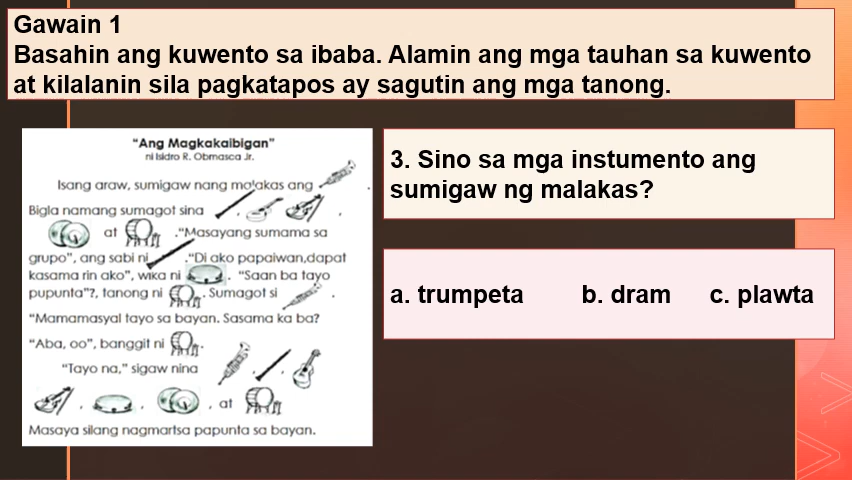 Gawain 1
Basahin ang kuwento sa ibaba. Alamin ang mga tauhan sa kuwento
at kilalanin sila pagkatapos ay sagutin ang mga tanong.
"Ang Magkakaibigan"
ni Isidro R. Obmasca Jr.
Isang araw, sumigaw nang malakas ang .
Bigla namang sumagot sina , , .
at ."Masayang sumama sa
grupo", ang sabi ni ."Di ako papaiwan,dapat
kasama rin ako", wika ni . "Saan ba tayo
pupunta"?, tanong ni . Sumagot si .
"Mamamasyal tayo sa bayan. Sasama ka ba?
"Aba, oo", banggit ni .
"Tayo na," sigaw nina , ,
, , , at
Masaya silang nagmartsa papunta sa bayan.
3. Sino sa mga instumento ang
sumigaw ng malakas?
a. trumpeta b. dram c. plawta